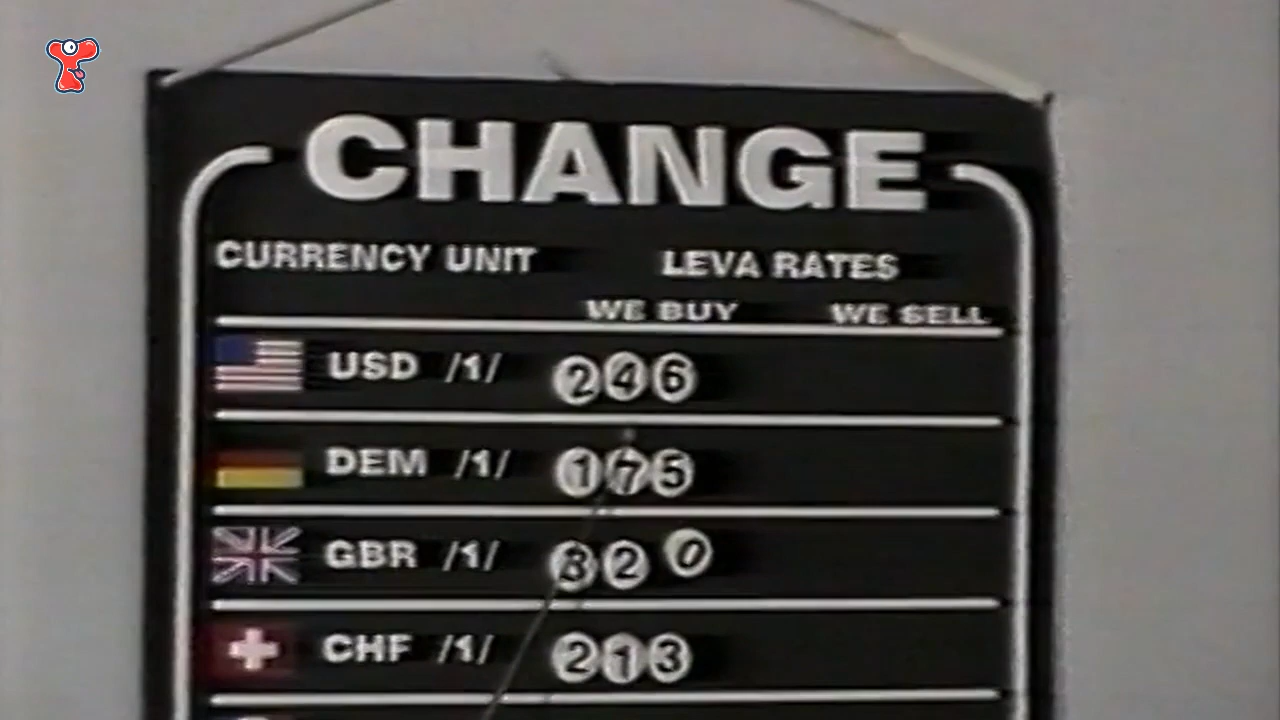 CHANGE
CURRENCY UNIT LEVA RATES
WE BUY WE SELL
USD /1/ 246
DEM /1/ 175
GBR /1/ 320
CHF /1/ 213